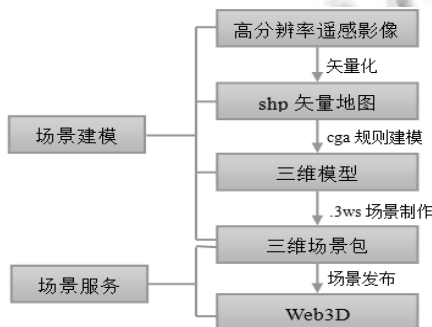 高分辨率遥感影像
矢量化
shp 矢量地图
场景建模
cga 规则建模
三维模型
.3ws 场景制作
三维场景包
场景服务
场景发布
Web3D